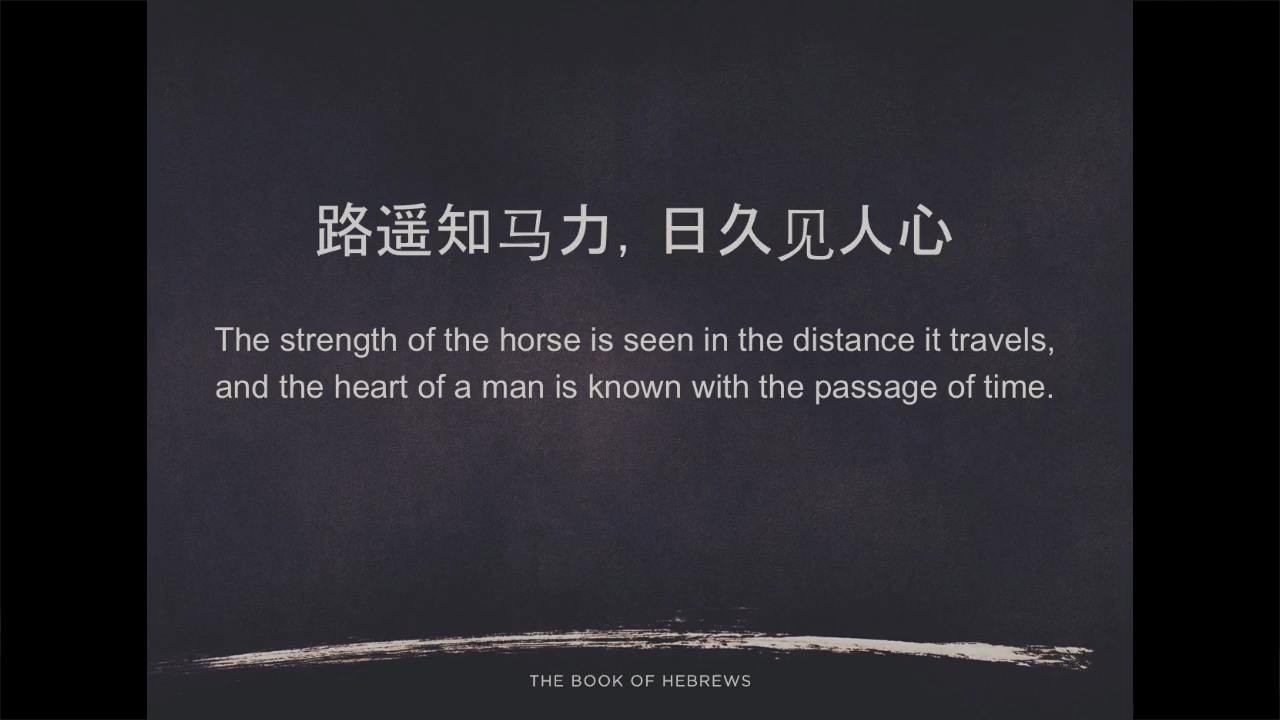 路遥知马力, 日久见人心
The strength of the horse is seen in the distance it travels,
and the heart of a man is known with the passage of time.
THE BOOK OF HEBREWS